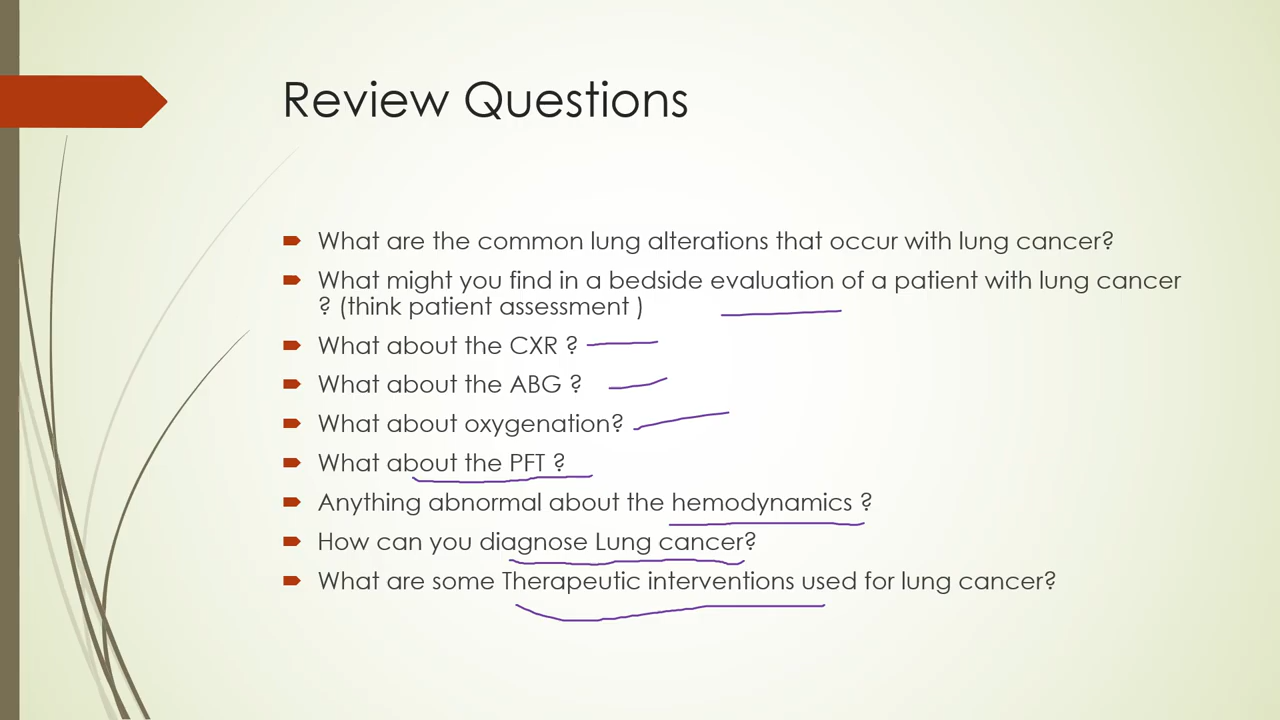 Review Questions
What are the common lung alterations that occur with lung cancer?
What might you find in a bedside evaluation of a patient with lung cancer
? (think patient assessment )
What about the CXR ?
What about the ABG ?
What about oxygenation?
What about the PFT ?
Anything abnormal about the hemodynamics ?
How can you diagnose Lung cancer?
What are some Therapeutic interventions used for lung cancer?